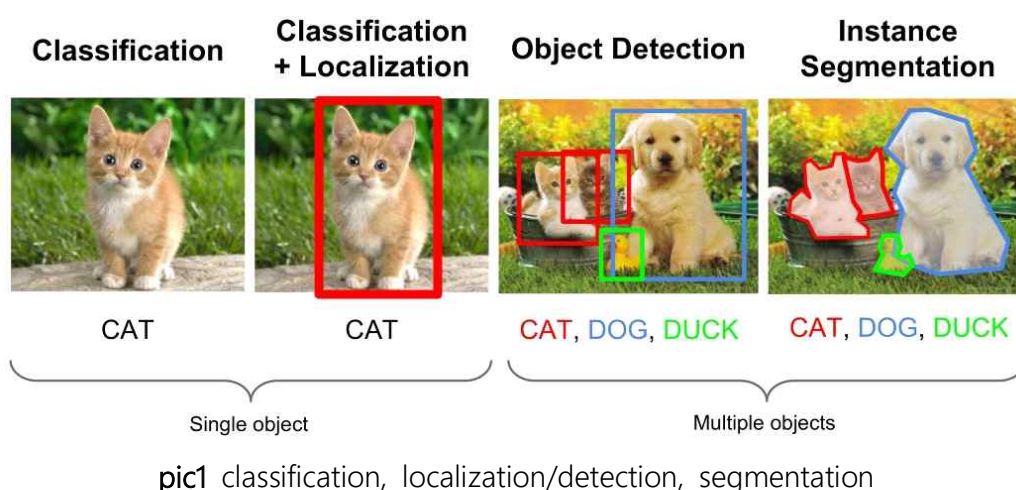 Classification
Classification
+ Localization
Object Detection
Instance
Segmentation
CAT
CAT
CAT, DOG, DUCK
CAT, DOG, DUCK
Single object
Multiple objects
pic1 classification, localization/detection, segmentation